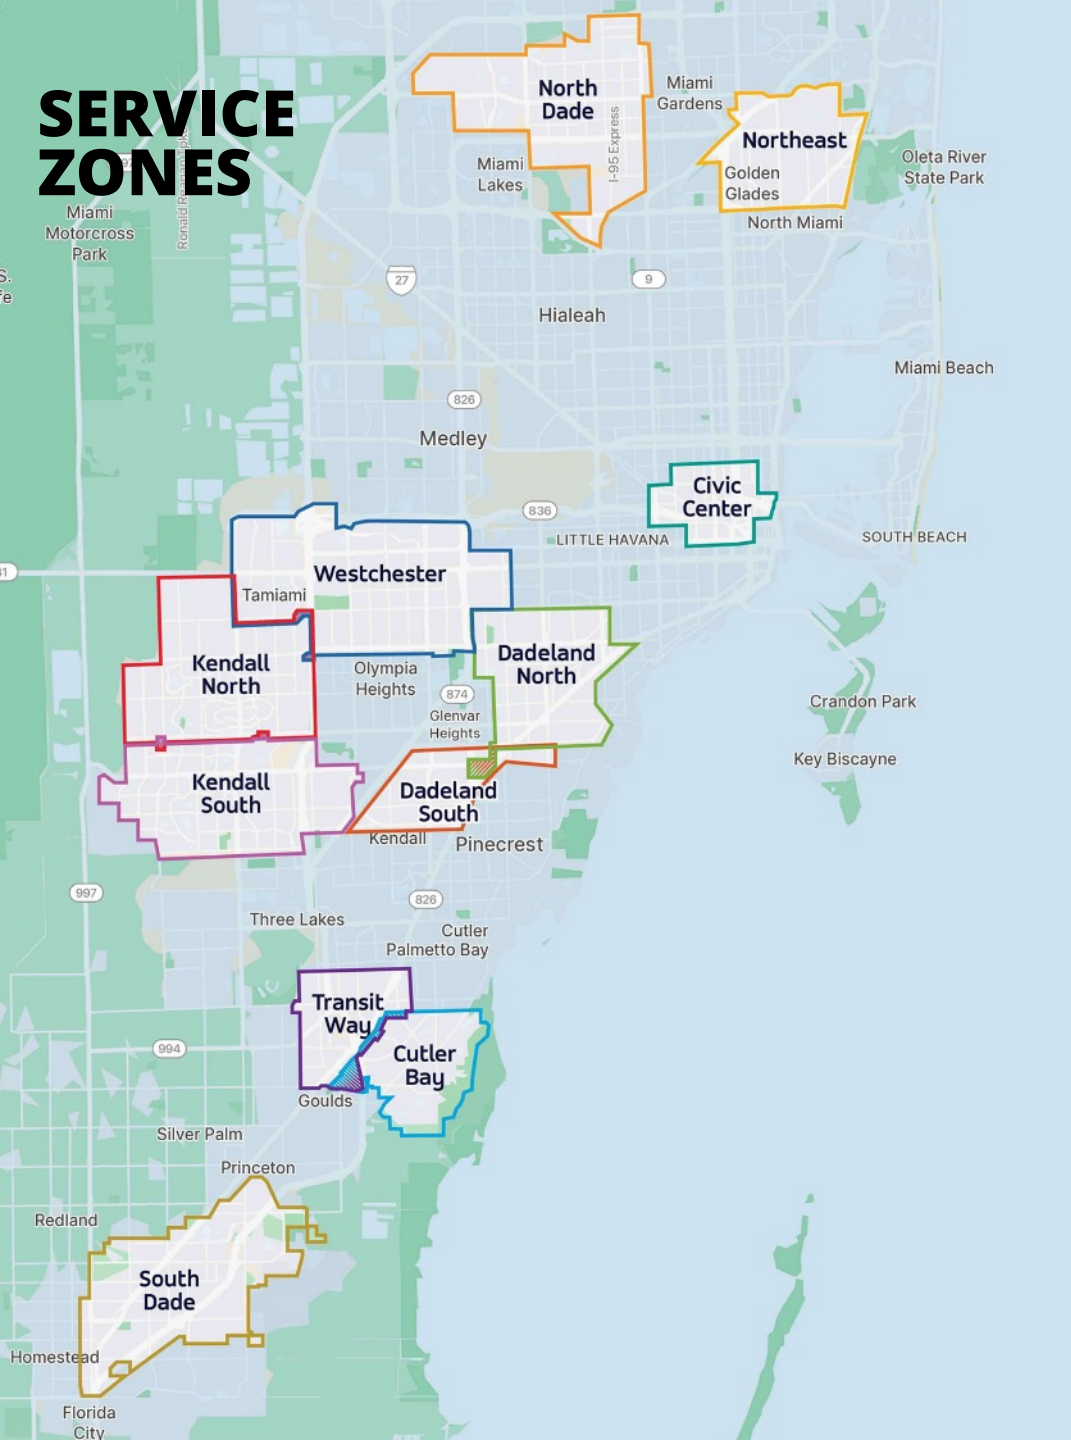 SERVICE
ZONES
North
Dade
Miami
Gardens
I-95 Express
Northeast
Golden
Glades
North Miami
Oleta River
State Park
Miami
Lakes
Miami
Motorcross
Park
27
9
Hialeah
Miami Beach
826
Medley
Civic
Center
836
LITTLE HAVANA
SOUTH BEACH
Westchester
Tamiami
Kendall
North
Olympia
Heights
874
Glenvar
Heights
Dadeland
North
Crandon Park
Key Biscayne
Kendall
South
Dadeland
South
Kendall
Pinecrest
997
826
Three Lakes
Cutler
Palmetto Bay
Transit
Way
Cutler
Bay
994
Goulds
Silver Palm
Princeton
Redland
South
Dade
Homestead
Florida
City